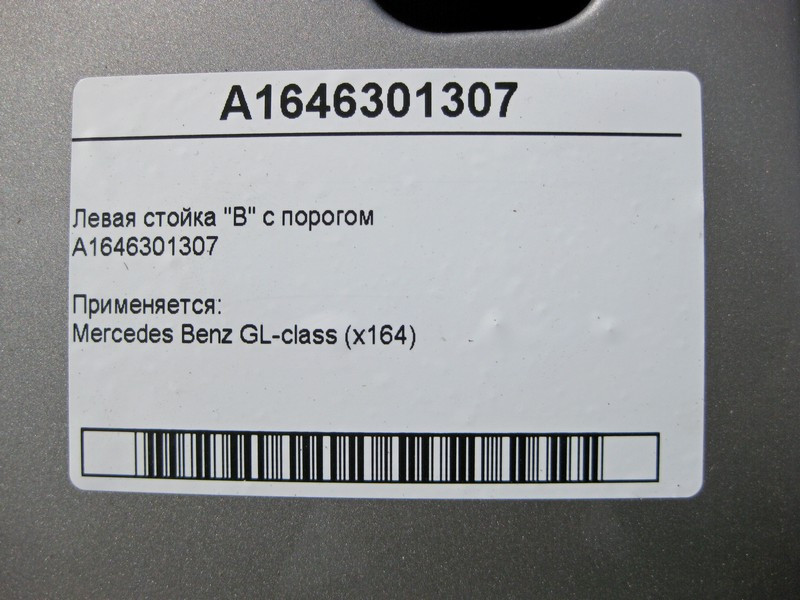 A1646301307
Левая стойка "В" с порогом
A1646301307
Применяется:
Mercedes Benz GL-class (x164)